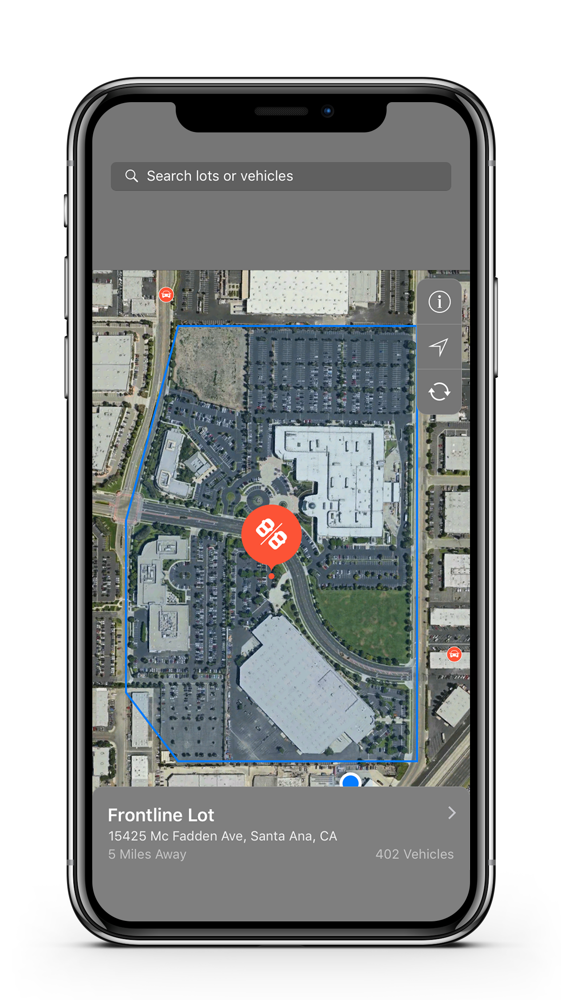 Search lots or vehicles
Frontline Lot
15425 Mc Fadden Ave, Santa Ana, CA
5 Miles Away
402 Vehicles